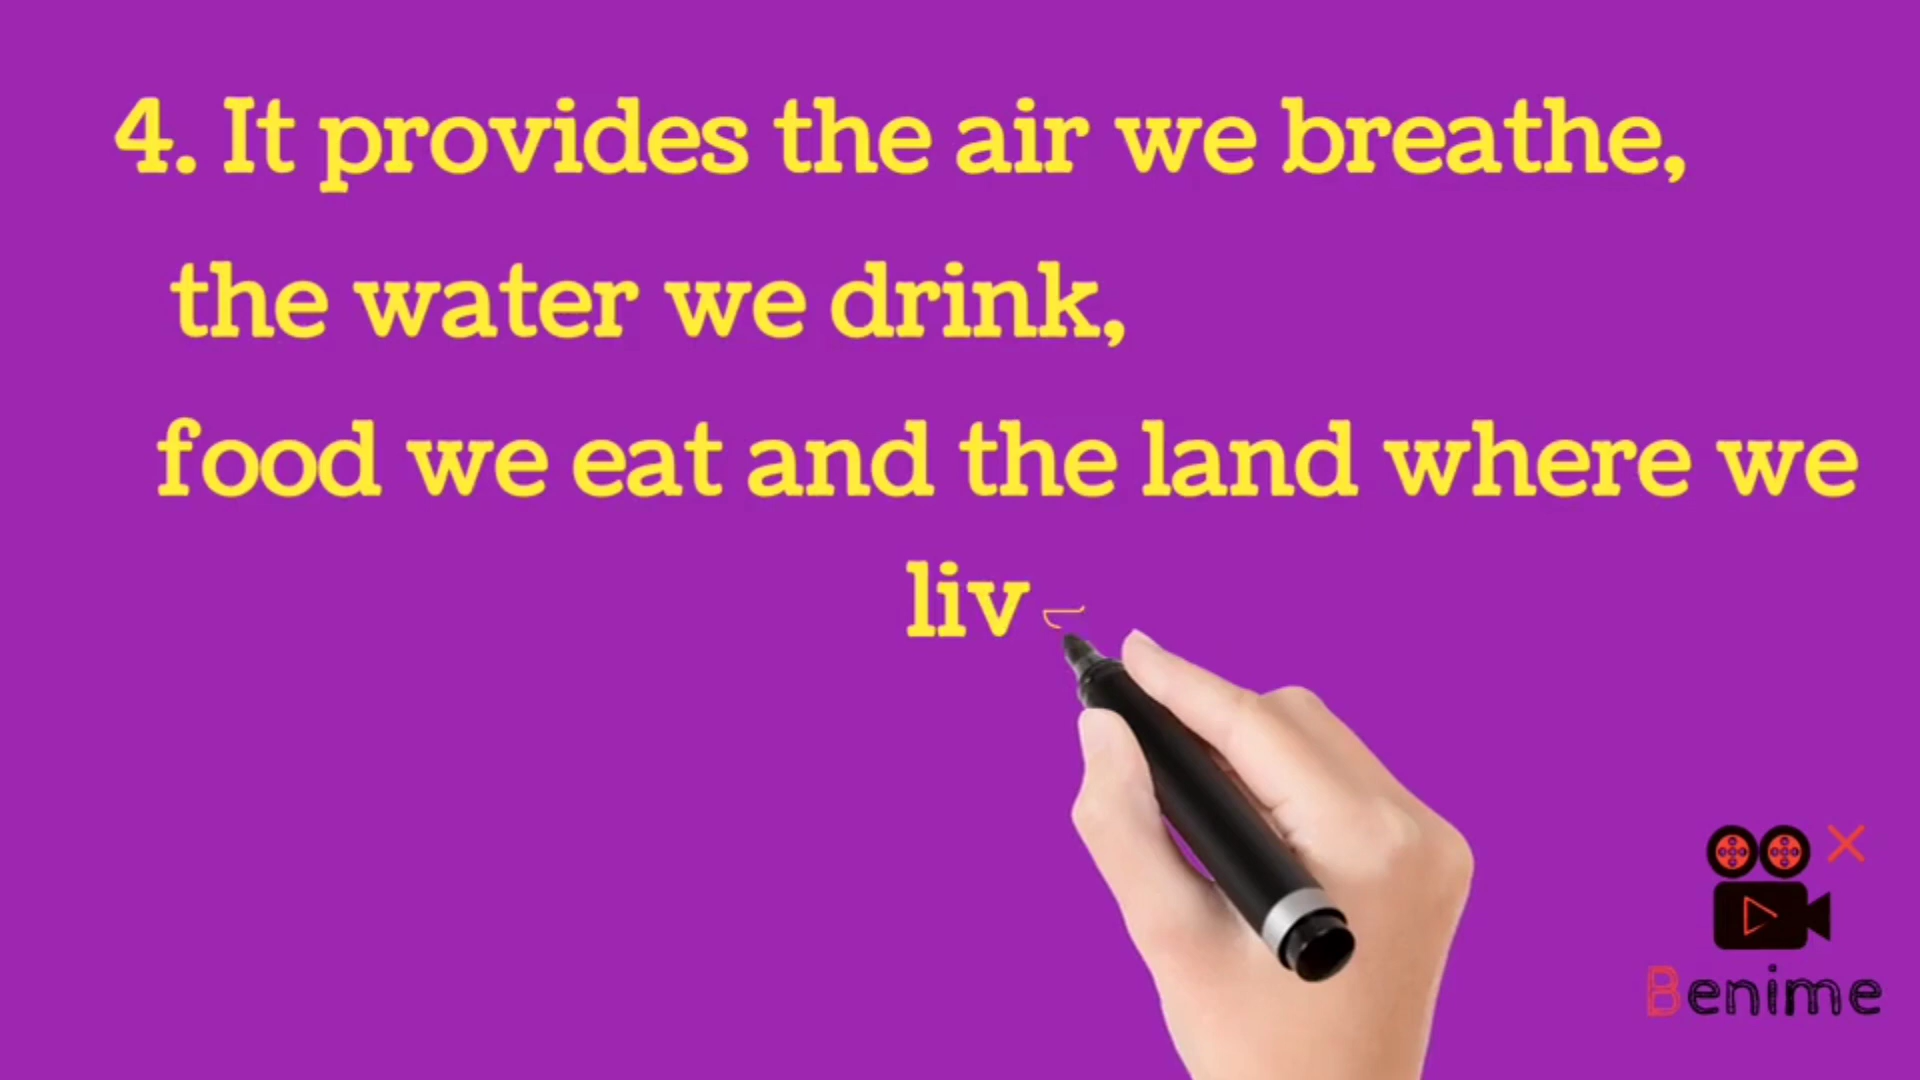 4. It provides the air we breathe,
the water we drink,
food we eat and the land where we
liv
Benime